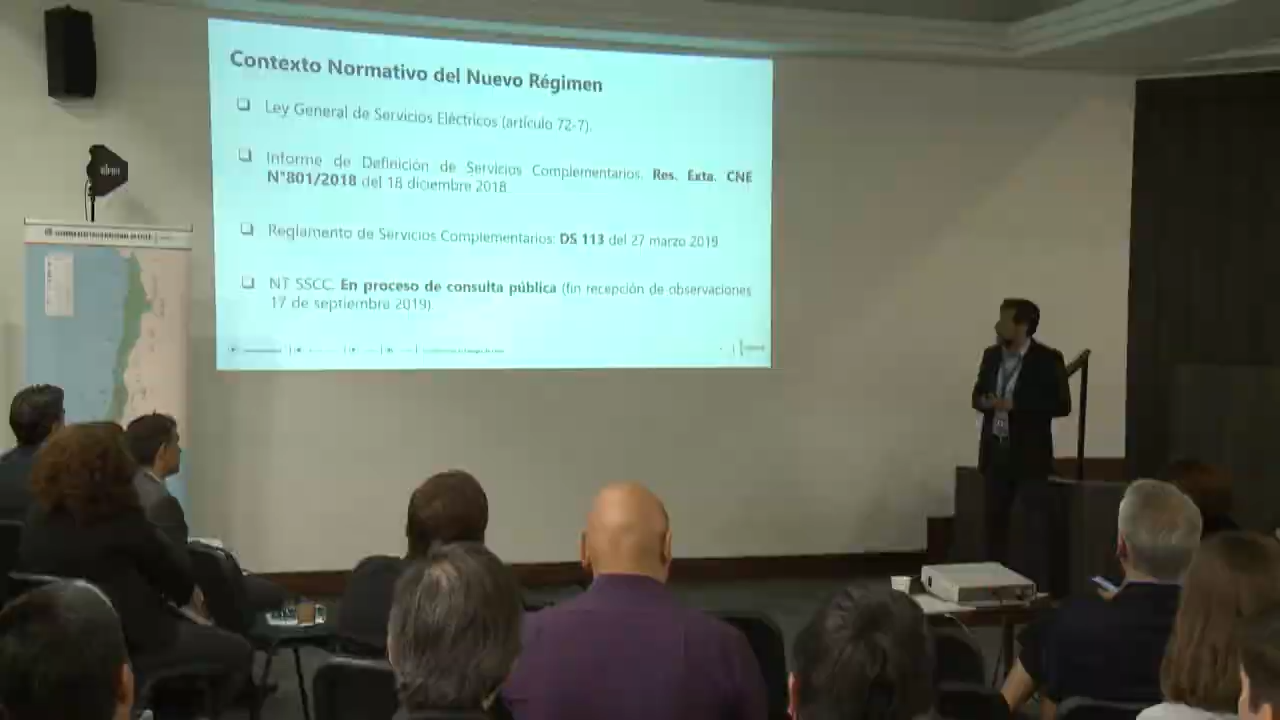 Contexto Normativo del Nuevo Régimen
❑ Ley General de Servicios Eléctricos (artículo 72-7).
❑ Informe de Definición de Servicios Complementarios. Res. Exta. CNE
N°801/2018 del 18 diciembre 2018
❑ Reglamento de Servicios Complementarios: DS 113 del 27 marzo 2019
❑ NT SSCC. En proceso de consulta pública (fin recepción de observaciones
17 de septiembre 2019)